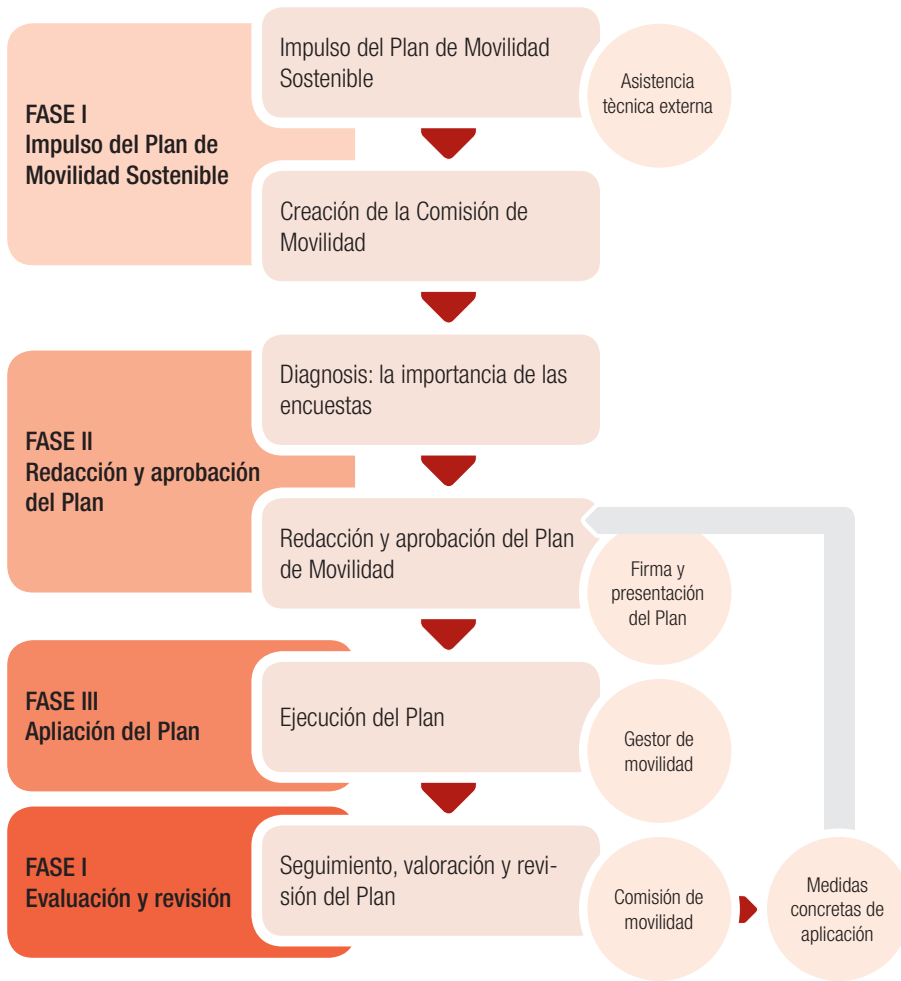 FASE I
Impulso del Plan de
Movilidad Sostenible
Impulso del Plan de Movilidad
Sostenible
Asistencia
tècnica externa
Creación de la Comisión de
Movilidad
FASE II
Redacción y aprobación
del Plan
Diagnosis: la importancia de las
encuestas
Redacción y aprobación del Plan
de Movilidad
Firma y
presentación
del Plan
FASE III
Apliación del Plan
Ejecución del Plan
Gestor de
movilidad
FASE I
Evaluación y revisión
Seguimiento, valoración y revi-
sión del Plan
Comisión de
movilidad
Medidas
concretas de
aplicación